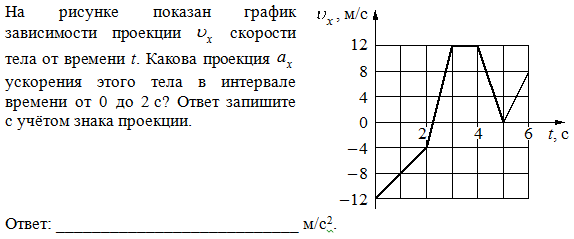 На рисунке показан график
зависимости проекции υₓ скорости
тела от времени t. Какова проекция aₓ
ускорения этого тела в интервале
времени от 0 до 2 с? Ответ запишите
с учётом знака проекции.
υₓ, м/с
12
8
4
0
2
4
6
t, с
−4
−8
−12
Ответ: ______________________________ м/с².